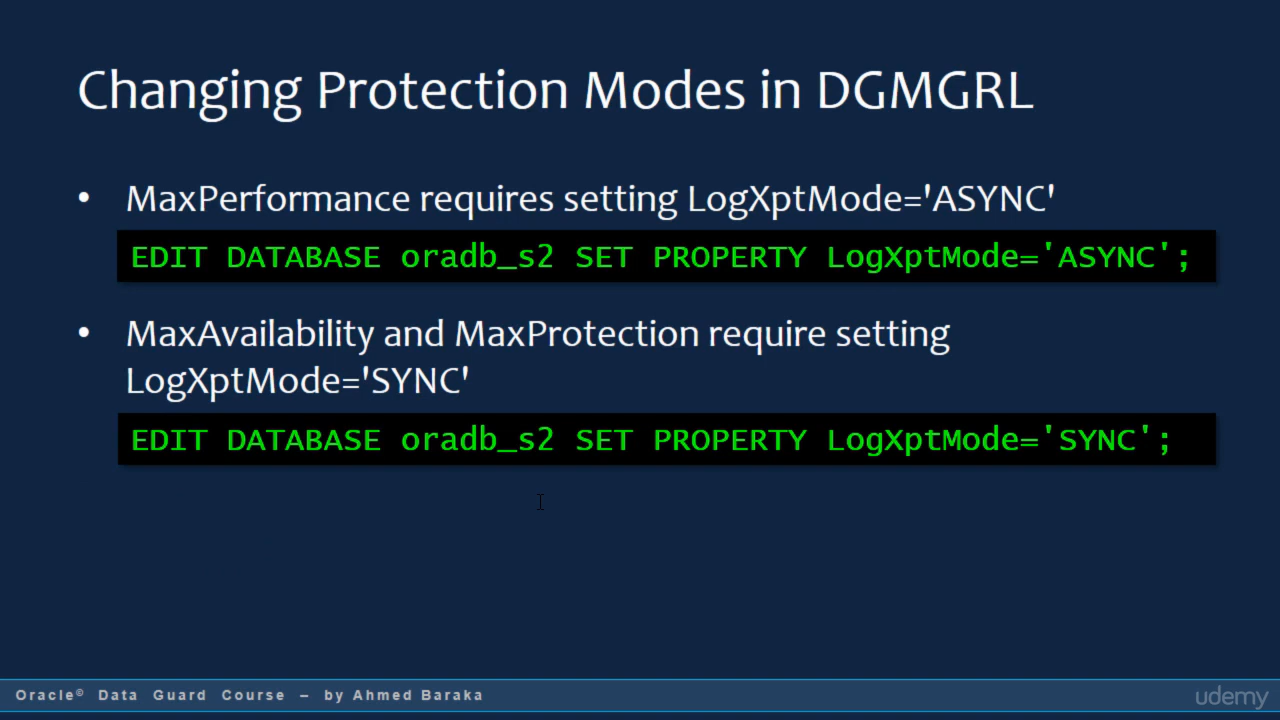 Changing Protection Modes in DGMGRL
• MaxPerformance requires setting LogXptMode='ASYNC'
EDIT DATABASE oradb_s2 SET PROPERTY LogXptMode='ASYNC';
• MaxAvailability and MaxProtection require setting
LogXptMode='SYNC'
EDIT DATABASE oradb_s2 SET PROPERTY LogXptMode='SYNC';
Oracle© Data Guard Course – by Ahmed Baraka
udemy